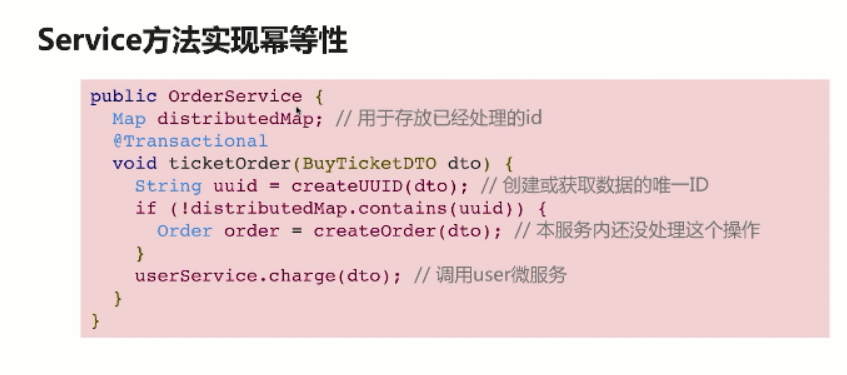 Service方法实现幂等性
public OrderService {
Map distributedMap; // 用于存放已经处理的id
@Transactional
void ticketOrder(BuyTicketDTO dto) {
String uuid = createUUID(dto); // 创建或获取数据的唯一ID
if (!distributedMap.contains(uuid)) {
Order order = createOrder(dto); // 本服务内还没处理这个操作
}
userService.charge(dto); // 调用user微服务
}
}